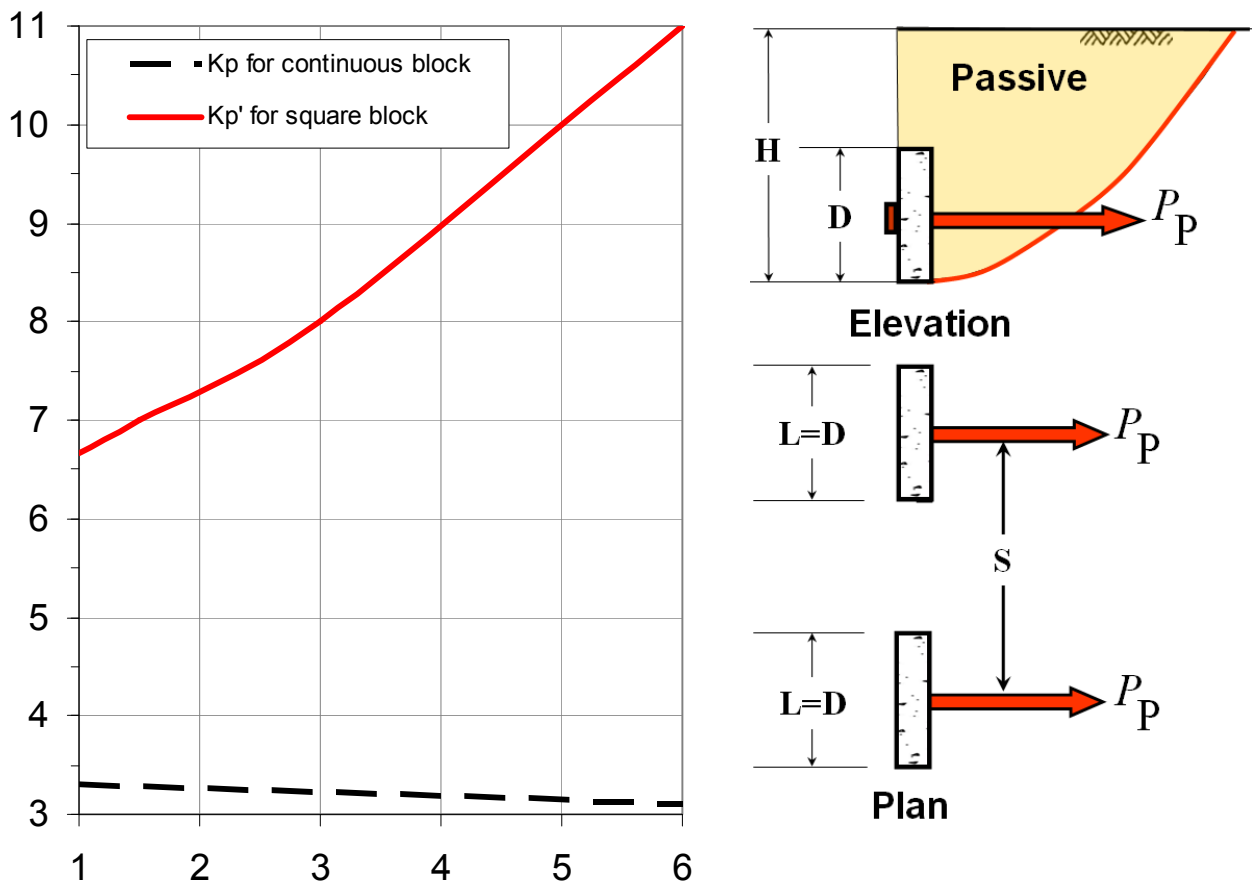 11
10
9
8
7
6
5
4
3
1 2 3 4 5 6
Kp for continuous block
Kp' for square block
Passive
H
D
PP
Elevation
L=D
PP
S
L=D
PP
Plan